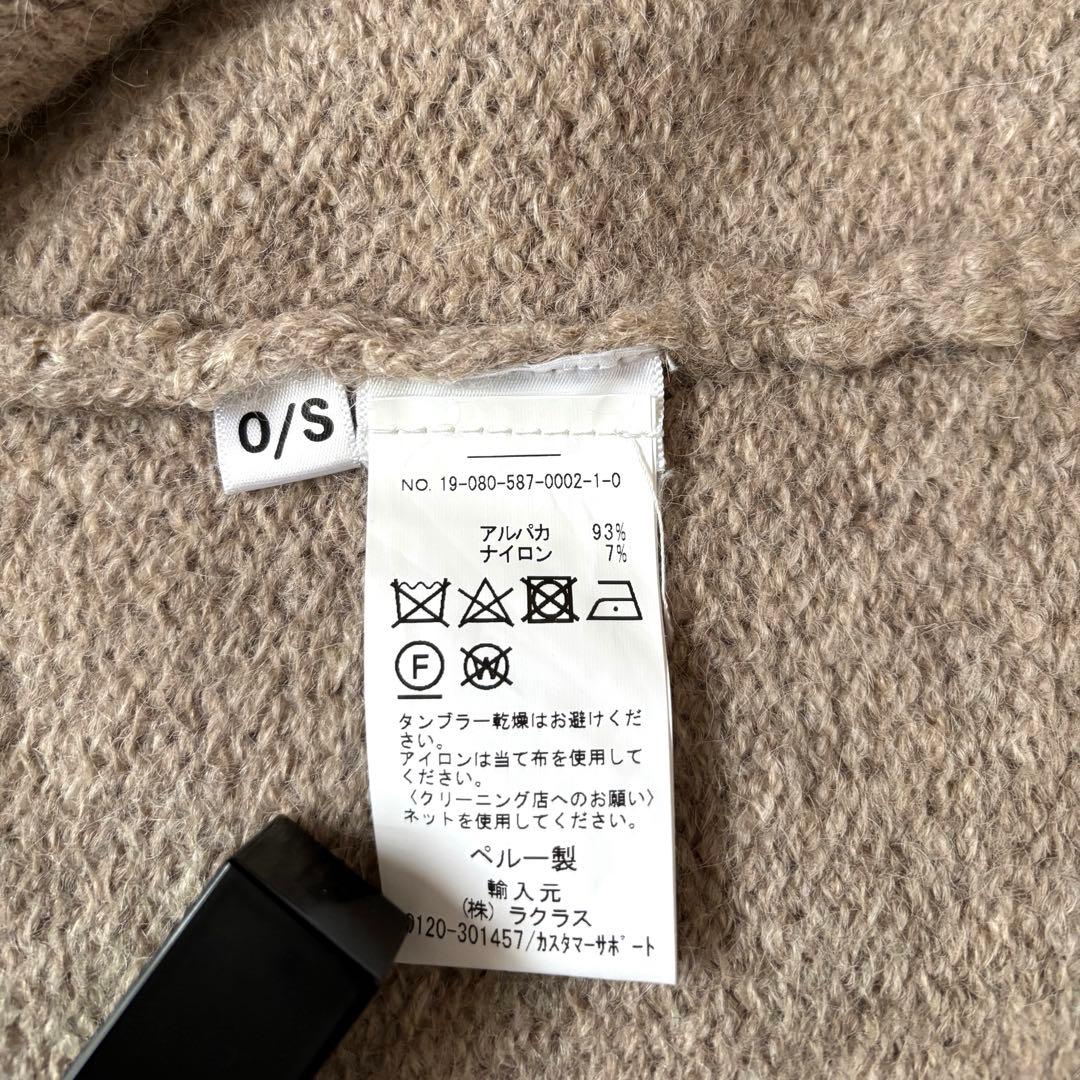 O/S
NO. 19-080-587-0002-1-0
アルパカ 93%
ナイロン 7%
F
W
タンブラー乾燥はお避けくだ
さい。
アイロンは当て布を使用して
ください。
〈クリーニング店へのお願い〉
ネットを使用してください。
ペルー製
輸入元
(株) ラクラス
0120-301457/カスタマーサポート